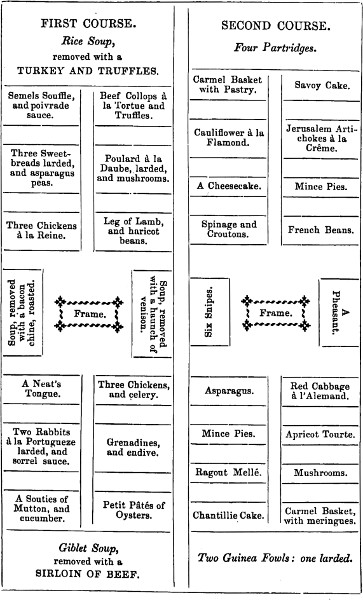 FIRST COURSE.
Rice Soup,
removed with a
TURKEY AND TRUFFLES.
Semels Souffle,
and poivrade
sauce.
Beef Collops à
la Tortue and
Truffles.
Three Sweet-
breads larded,
and asparagus
peas.
Poulard à la
Daube, larded,
and mushrooms.
Three Chickens
à la Reine.
Leg of Lamb,
and haricot
beans.
Soup, removed
with a bacon
chine, roasted.
Frame.
Soup, removed
with a haunch of
venison.
A Neat's
Tongue.
Three Chickens,
and celery.
Two Rabbits
à la Portugueze
larded, and
sorrel sauce.
Grenadines,
and endive.
A Souties of
Mutton, and
cucumber.
Petit Pátés of
Oysters.
Giblet Soup,
removed with a
SIRLOIN OF BEEF.
SECOND COURSE.
Four Partridges.
Carmel Basket
with Pastry.
Savoy Cake.
Cauliflower à la
Flamond.
Jerusalem Arti-
chokes à la
Crême.
A Cheesecake.
Mince Pies.
Spinage and
Croutons.
French Beans.
Six Snipes.
Frame.
A
Pheasant.
Asparagus.
Red Cabbage
à l'Alemand.
Mince Pies.
Apricot Tourte.
Ragout Mellé.
Mushrooms.
Chantillie Cake.
Carmel Basket,
with meringues.
Two Guinea Fowls: one larded.